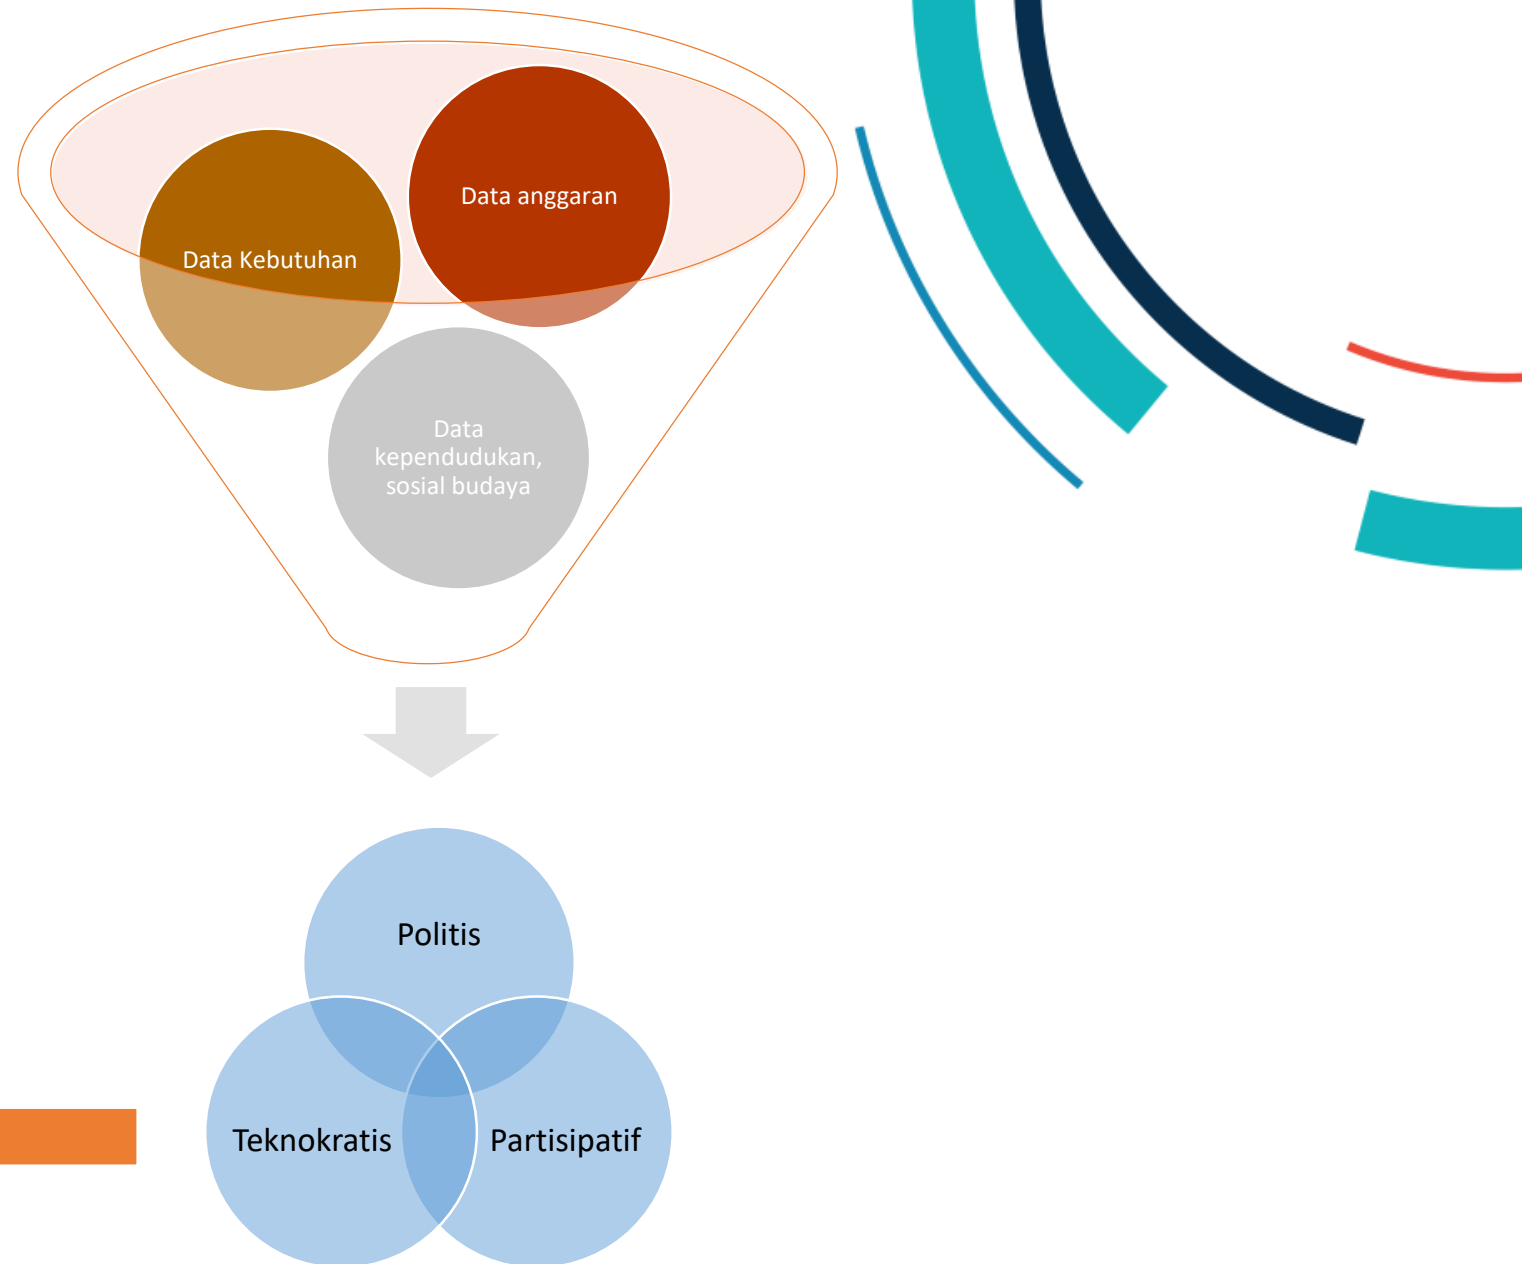 Data anggaran
Data Kebutuhan
Data
kependudukan,
sosial budaya
Politis
Teknokratis
Partisipatif